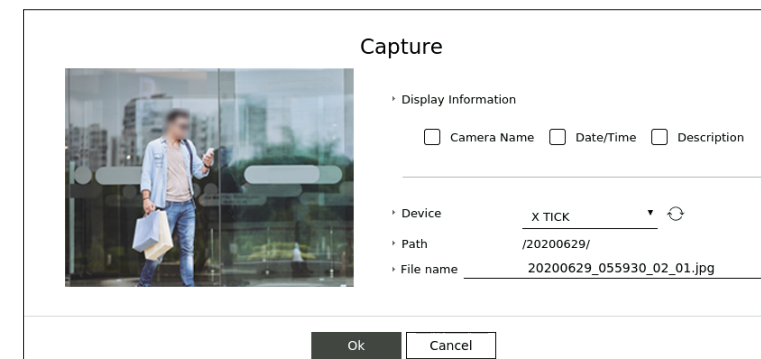 Capture
Display Information
Camera Name Date/Time Description
Device X TICK
Path /20200629/
File name 20200629_055930_02_01.jpg
Ok Cancel